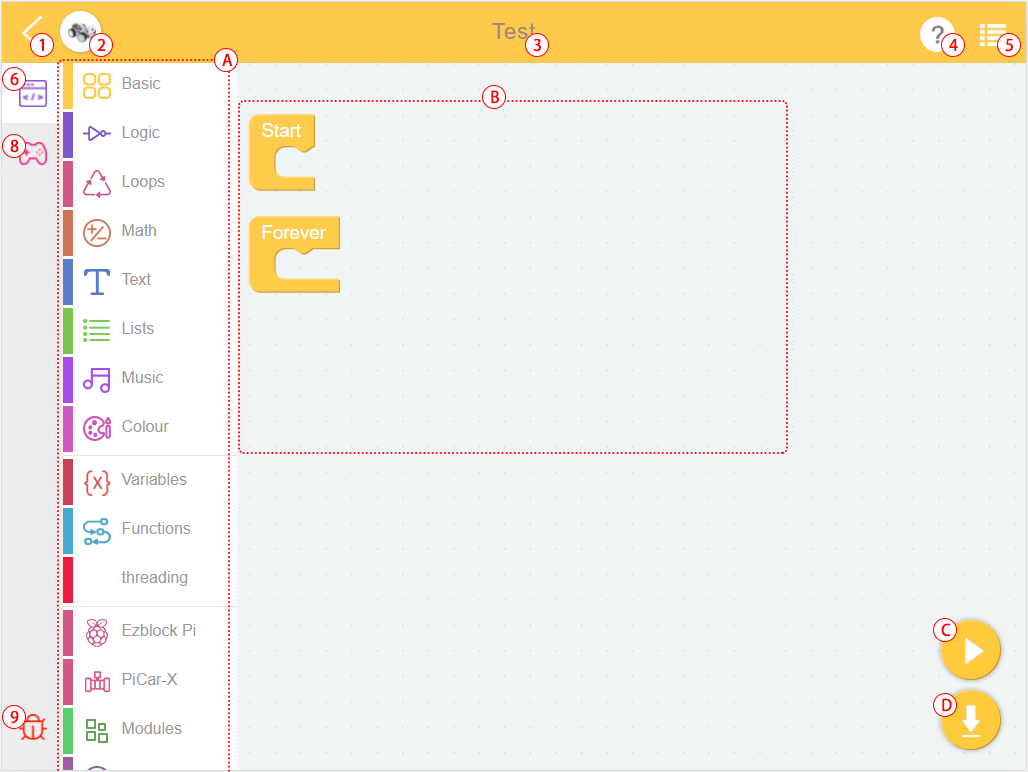 Test
1
2
3
?
4
5
A
6
</>
Basic
B
Start
Logic
8
Loops
Forever
Math
Text
Lists
Music
Colour
{x} Variables
Functions
threading
Ezblock Pi
C
PiCar-X
D
9
Modules